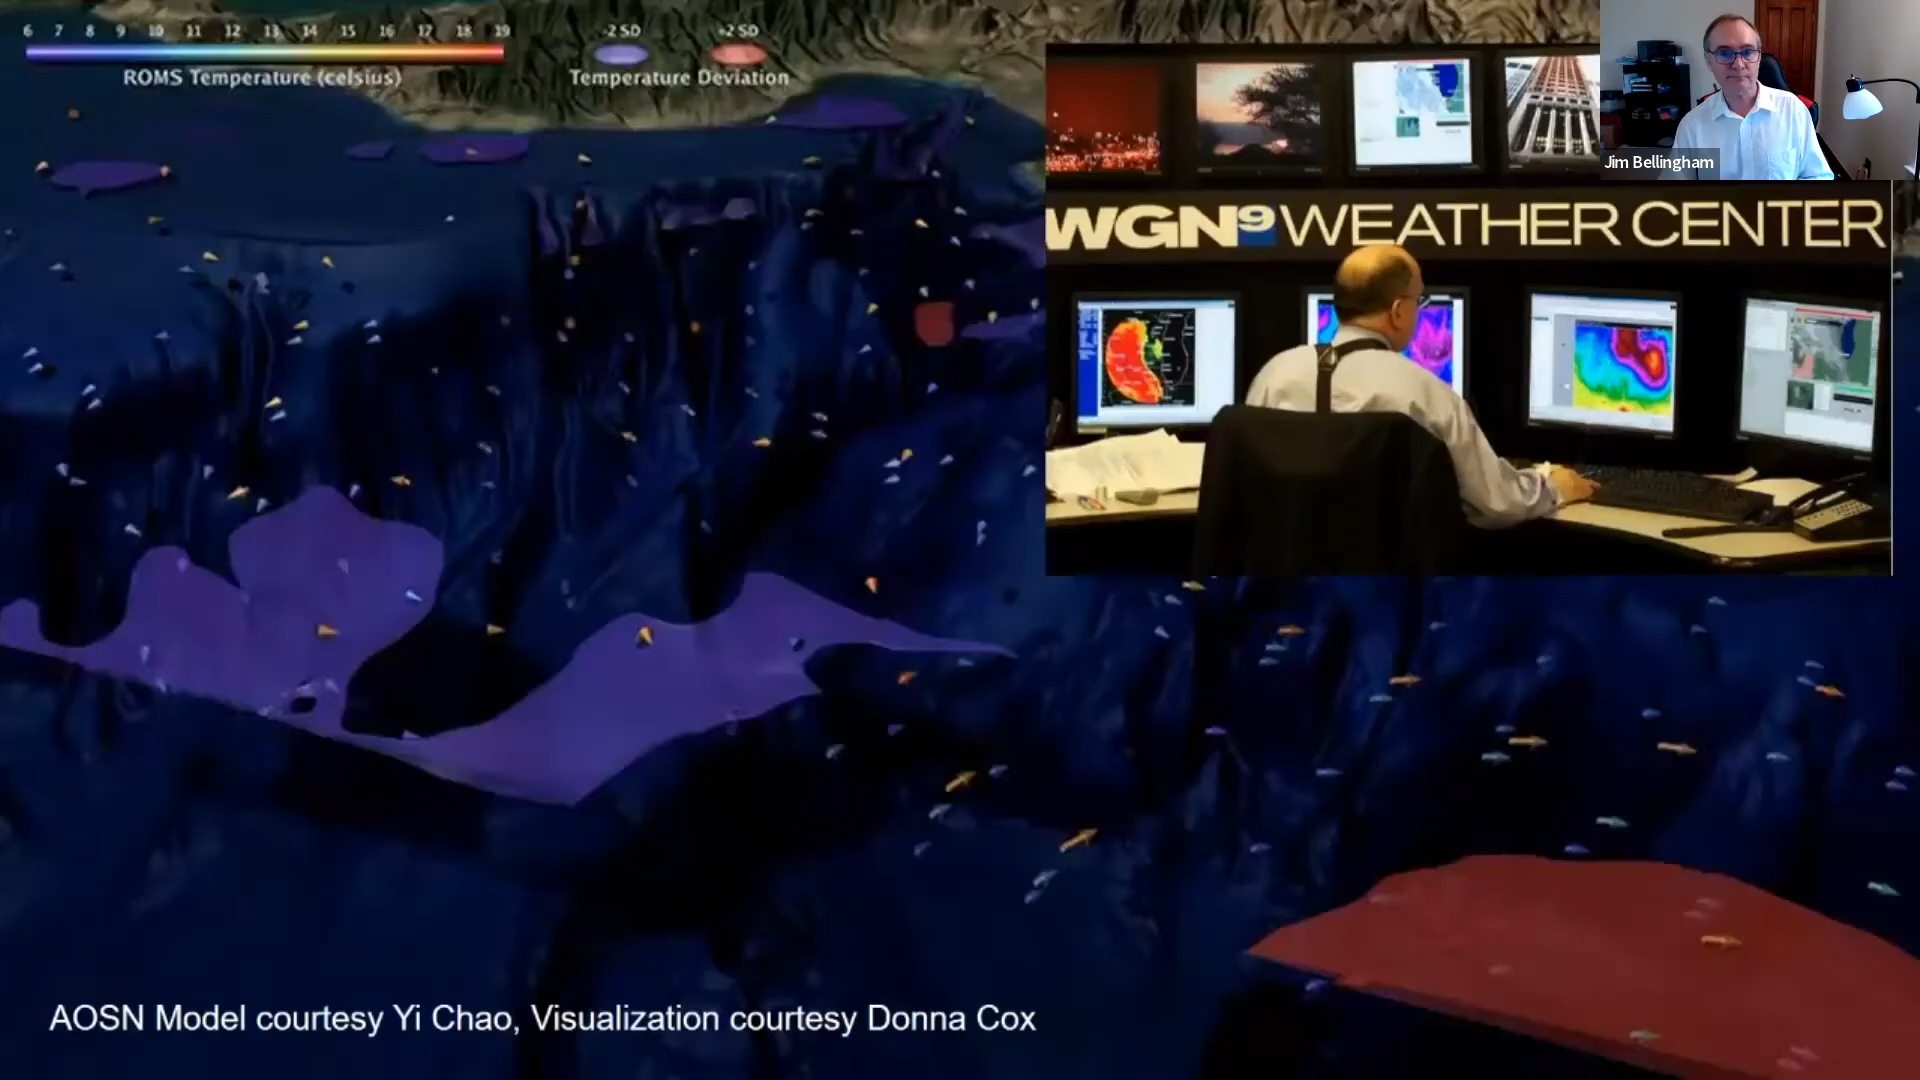 6 7 8 9 10 11 12 13 14 15 16 17 18 19
ROMS Temperature (celsius)
-2 SD +2 SD
Temperature Deviation
Jim Bellingham
WGN9 WEATHER CENTER
AOSN Model courtesy Yi Chao, Visualization courtesy Donna Cox